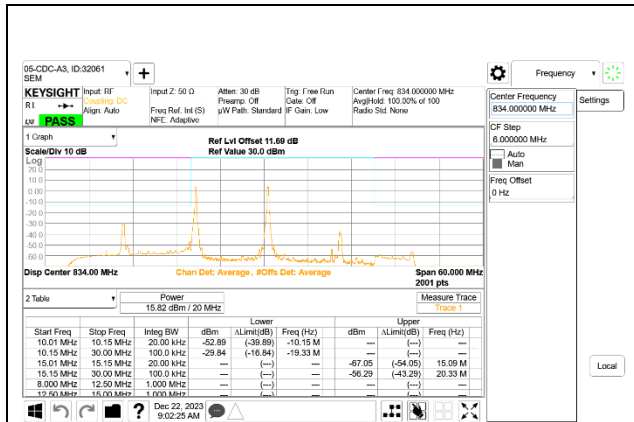 05-CDC-A3, ID:32061
SEM
Frequency
KEYSIGHT
Input: RF
Coupling: DC
Align: Auto
Input Z: 50 Ω
Freq Ref: Int (S)
NFE: Adaptive
Atten: 30 dB
Preamp: Off
µW Path: Standard
Trig: Free Run
Gate: Off
IF Gain: Low
Center Freq: 834.000000 MHz
Avg|Hold: 100.00% of 100
Radio Std: None
PASS
Center Frequency
834.000000 MHz
Settings
CF Step
6.000000 MHz
Auto
Man
Freq Offset
0 Hz
Local
1 Graph
Scale/Div 10 dB
Ref Lvl Offset 11.69 dB
Ref Value 30.0 dBm
Log
20.0
10.0
0.00
-10.0
-20.0
-30.0
-40.0
-50.0
-60.0
Disp Center 834.00 MHz
Chan Det: Average, #Offs Det: Average
Span 60.000 MHz
2001 pts
2 Table
Power
15.82 dBm / 20 MHz
Measure Trace
Trace 1
Lower Upper
Start Freq Stop Freq Integ BW dBm ΔLimit(dB) Freq (Hz) dBm ΔLimit(dB) Freq (Hz)
10.01 MHz 10.15 MHz 20.00 kHz -52.89 (-39.89) -10.15 M --- (---) ---
10.15 MHz 30.00 MHz 100.0 kHz -29.84 (-16.84) -19.33 M --- (---) ---
15.01 MHz 15.15 MHz 20.00 kHz --- (---) --- -67.05 (-54.05) 15.09 M
15.15 MHz 30.00 MHz 100.0 kHz --- (---) --- -56.29 (-43.29) 20.33 M
8.000 MHz 12.50 MHz 1.000 MHz --- (---) --- --- (---) ---
12.50 MHz 15.00 MHz 1.000 MHz --- (---) --- --- (---) ---
Dec 22, 2023
9:02:25 AM